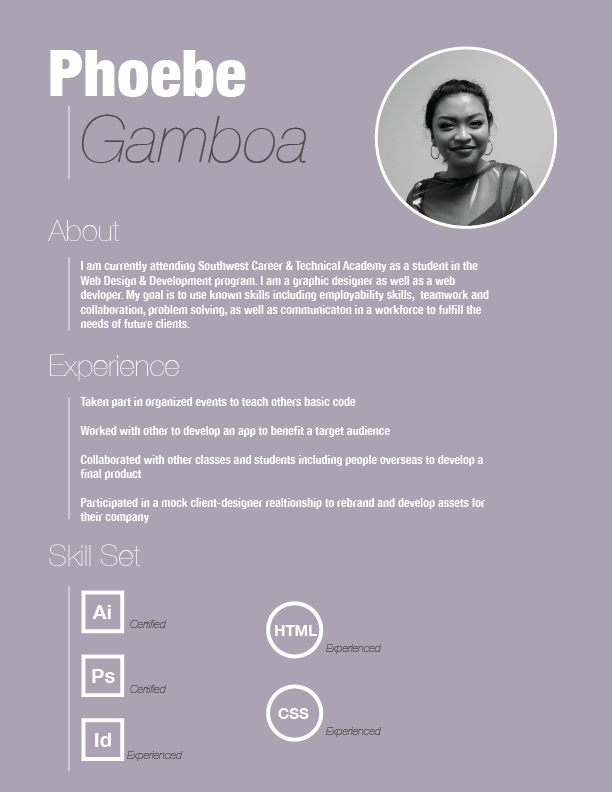 Phoebe
Gamboa
About
I am currently attending Southwest Career & Technical Academy as a student in the
Web Design & Development program. I am a graphic designer as well as a web
devloper. My goal is to use known skills including employability skills, teamwork and
collaboration, problem solving, as well as communicaton in a workforce to fulfill the
needs of future clients.
Experience
Taken part in organized events to teach others basic code
Worked with other to develop an app to benefit a target audience
Collaborated with other classes and students including people overseas to develop a
final product
Participated in a mock client-designer realtionship to rebrand and develop assets for
their company
Skill Set
Ai
Certified
Ps
Certified
Id
Experienced
HTML
Experienced
CSS
Experienced